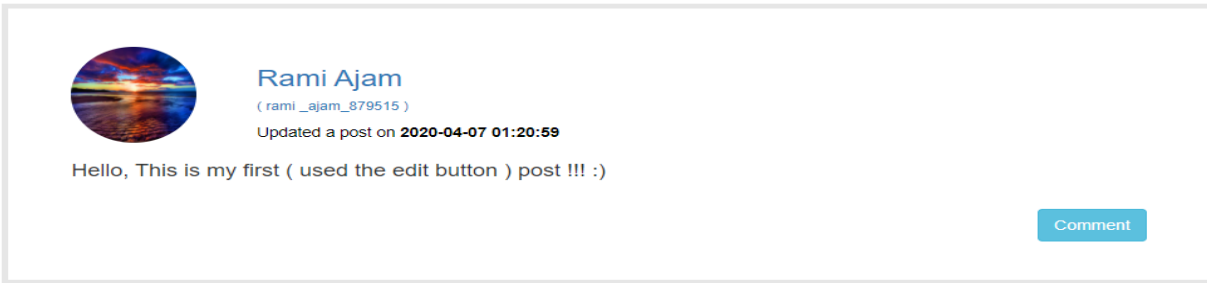 Rami Ajam
( rami _ajam_879515 )
Updated a post on 2020-04-07 01:20:59
Hello, This is my first ( used the edit button ) post !!! :)
Comment